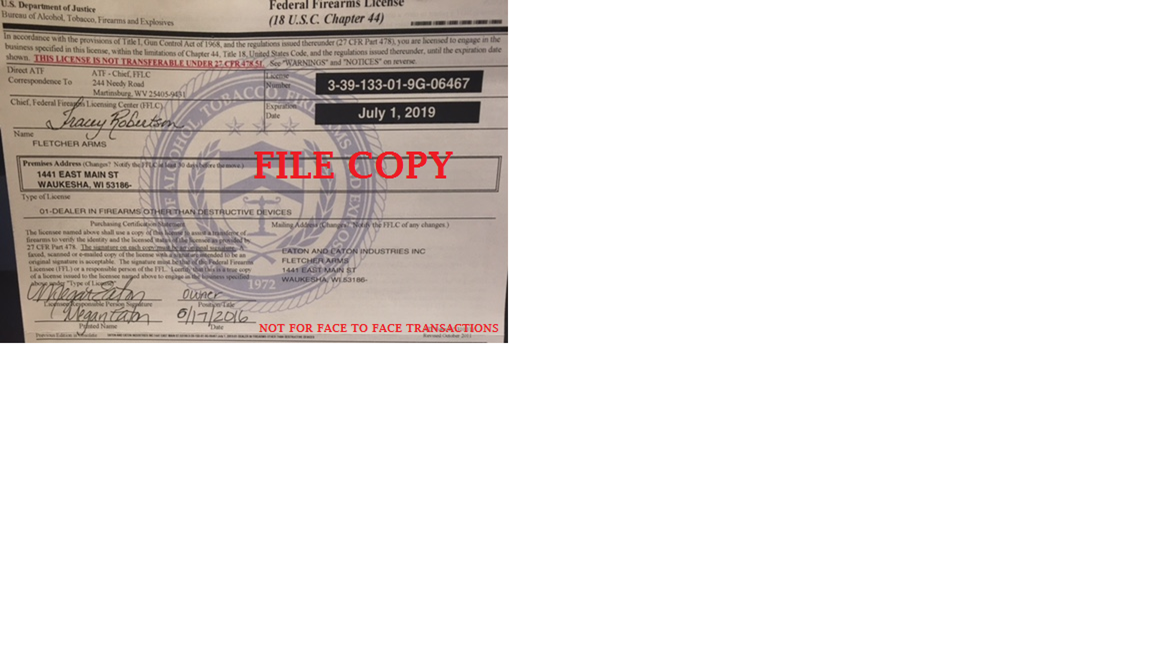 U.S. Department of Justice
Bureau of Alcohol, Tobacco, Firearms and Explosives
Federal Firearms License
(18 U.S.C. Chapter 44)
In accordance with the provisions of Title I, Gun Control Act of 1968, and the regulations issued thereunder (27 CFR Part 478), you are licensed to engage in the
business specified in this license, within the limitations of Chapter 44, Title 18, United States Code, and the regulations issued thereunder, until the expiration date
shown. THIS LICENSE IS NOT TRANSFERABLE UNDER 27 CFR 478.51. See "WARNINGS" and "NOTICES" on reverse.
Direct ATF
Correspondence To
ATF - Chief, FFLC
244 Needy Road
Martinsburg, WV 25405-9431
License
Number
3-39-133-01-9G-06467
Chief, Federal Firearms Licensing Center (FFLC)
Tracey Robertson
Expiration
Date
July 1, 2019
Name
FLETCHER ARMS
FILE COPY
Premises Address (Changes? Notify the FFLC at least 30 days before the move.)
1441 EAST MAIN ST
WAUKESHA, WI 53186-
Type of License
01-DEALER IN FIREARMS OTHER THAN DESTRUCTIVE DEVICES
Purchasing Certification Statement
The licensee named above shall use a copy of this license to assist a transferor of
firearms to verify the identity and the licensed status of the licensee as provided by
27 CFR Part 478. The signature on each copy must be an original signature. A
faxed, scanned or e-mailed copy of the license with a signature intended to be an
original signature is acceptable. The signature must be that of the Federal Firearms
Licensee (FFL) or a responsible person of the FFL. I certify that this is a true copy
of a license issued to the licensee named above to engage in the business specified
above under "Type of License"
Mailing Address (Changes? Notify the FFLC of any changes.)
EATON AND EATON INDUSTRIES INC
FLETCHER ARMS
1441 EAST MAIN ST
WAUKESHA, WI 53186-
Megan Eaton
owner
Licensee/Responsible Person Signature
Position/Title
Megan Eaton
5/17/2016
Printed Name
Date
Previous Edition is Obsolete
Revised October 2011
NOT FOR FACE TO FACE TRANSACTIONS
OF ALCOHOL, TOBACCO, FIREARMS AND EXPLOSIVES
1972